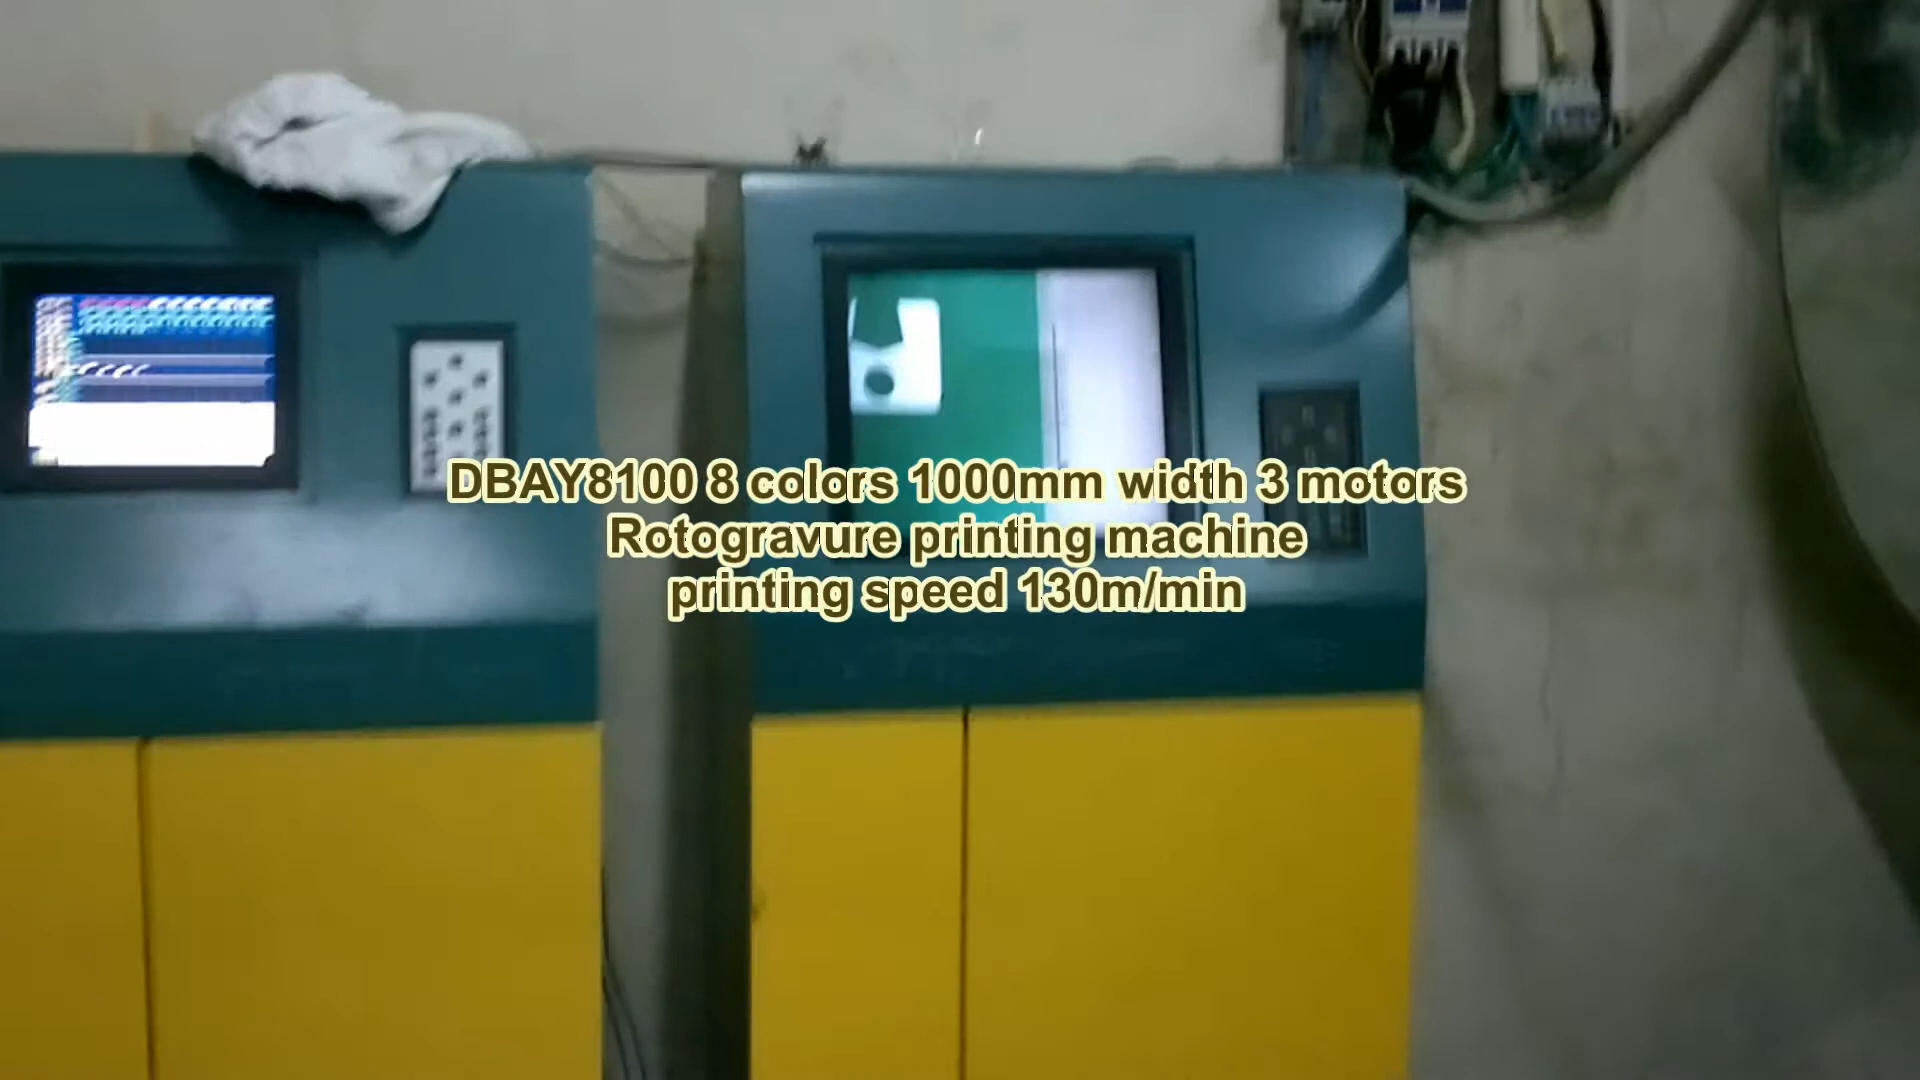 DBAY8100 8 colors 1000mm width 3 motors
Rotogravure printing machine
printing speed 130m/min